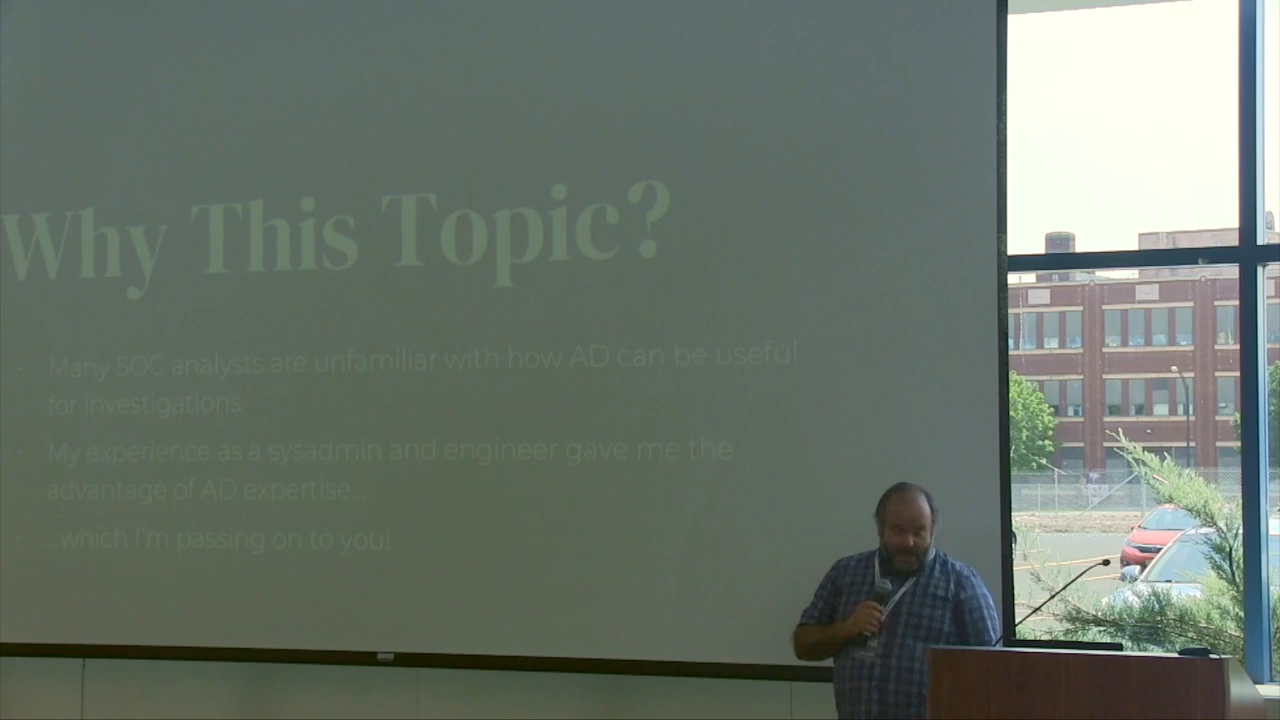 Why This Topic?
Many SOC analysts are unfamiliar with how AD can be useful
for investigations.
My experience as a sysadmin and engineer gave me the
advantage of AD expertise...
...which I'm passing on to you!